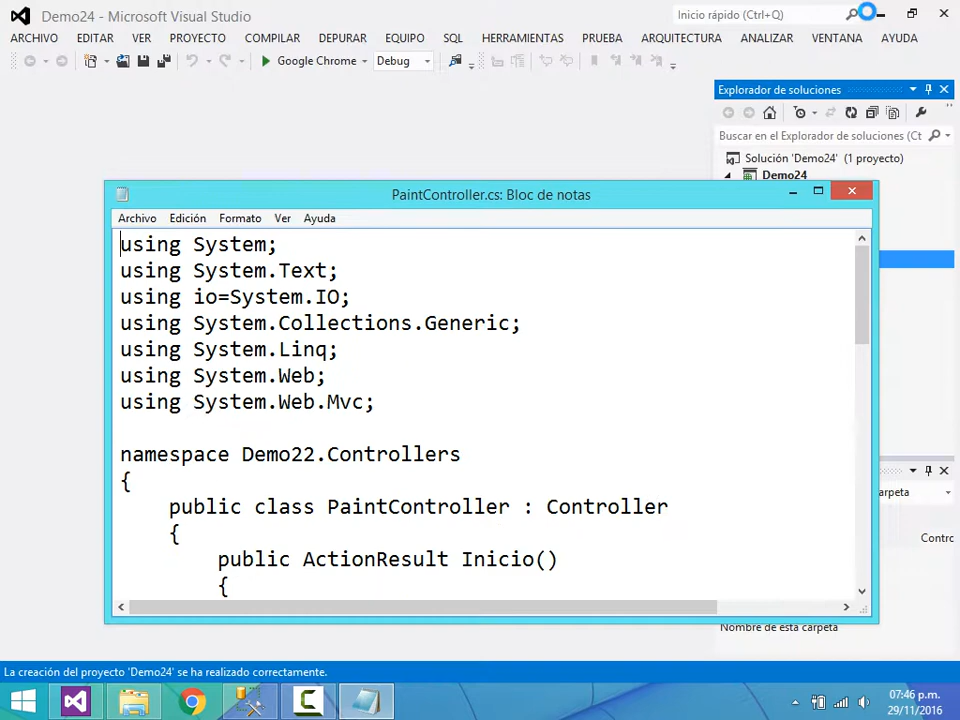 Demo24 - Microsoft Visual Studio
Inicio rápido (Ctrl+Q)
ARCHIVO EDITAR VER PROYECTO COMPILAR DEPURAR EQUIPO SQL HERRAMIENTAS PRUEBA ARQUITECTURA ANALIZAR VENTANA AYUDA
Google Chrome Debug
Explorador de soluciones
Buscar en el Explorador de soluciones (Ct
Solución 'Demo24' (1 proyecto)
Demo24
PaintController.cs: Bloc de notas
Archivo Edición Formato Ver Ayuda
using System;
using System.Text;
using io=System.IO;
using System.Collections.Generic;
using System.Linq;
using System.Web;
using System.Web.Mvc;
namespace Demo22.Controllers
{
public class PaintController : Controller
{
public ActionResult Inicio()
{
arpeta
Contro
Nombre de esta carpeta
La creación del proyecto 'Demo24' se ha realizado correctamente.
07:46 p.m.
29/11/2016